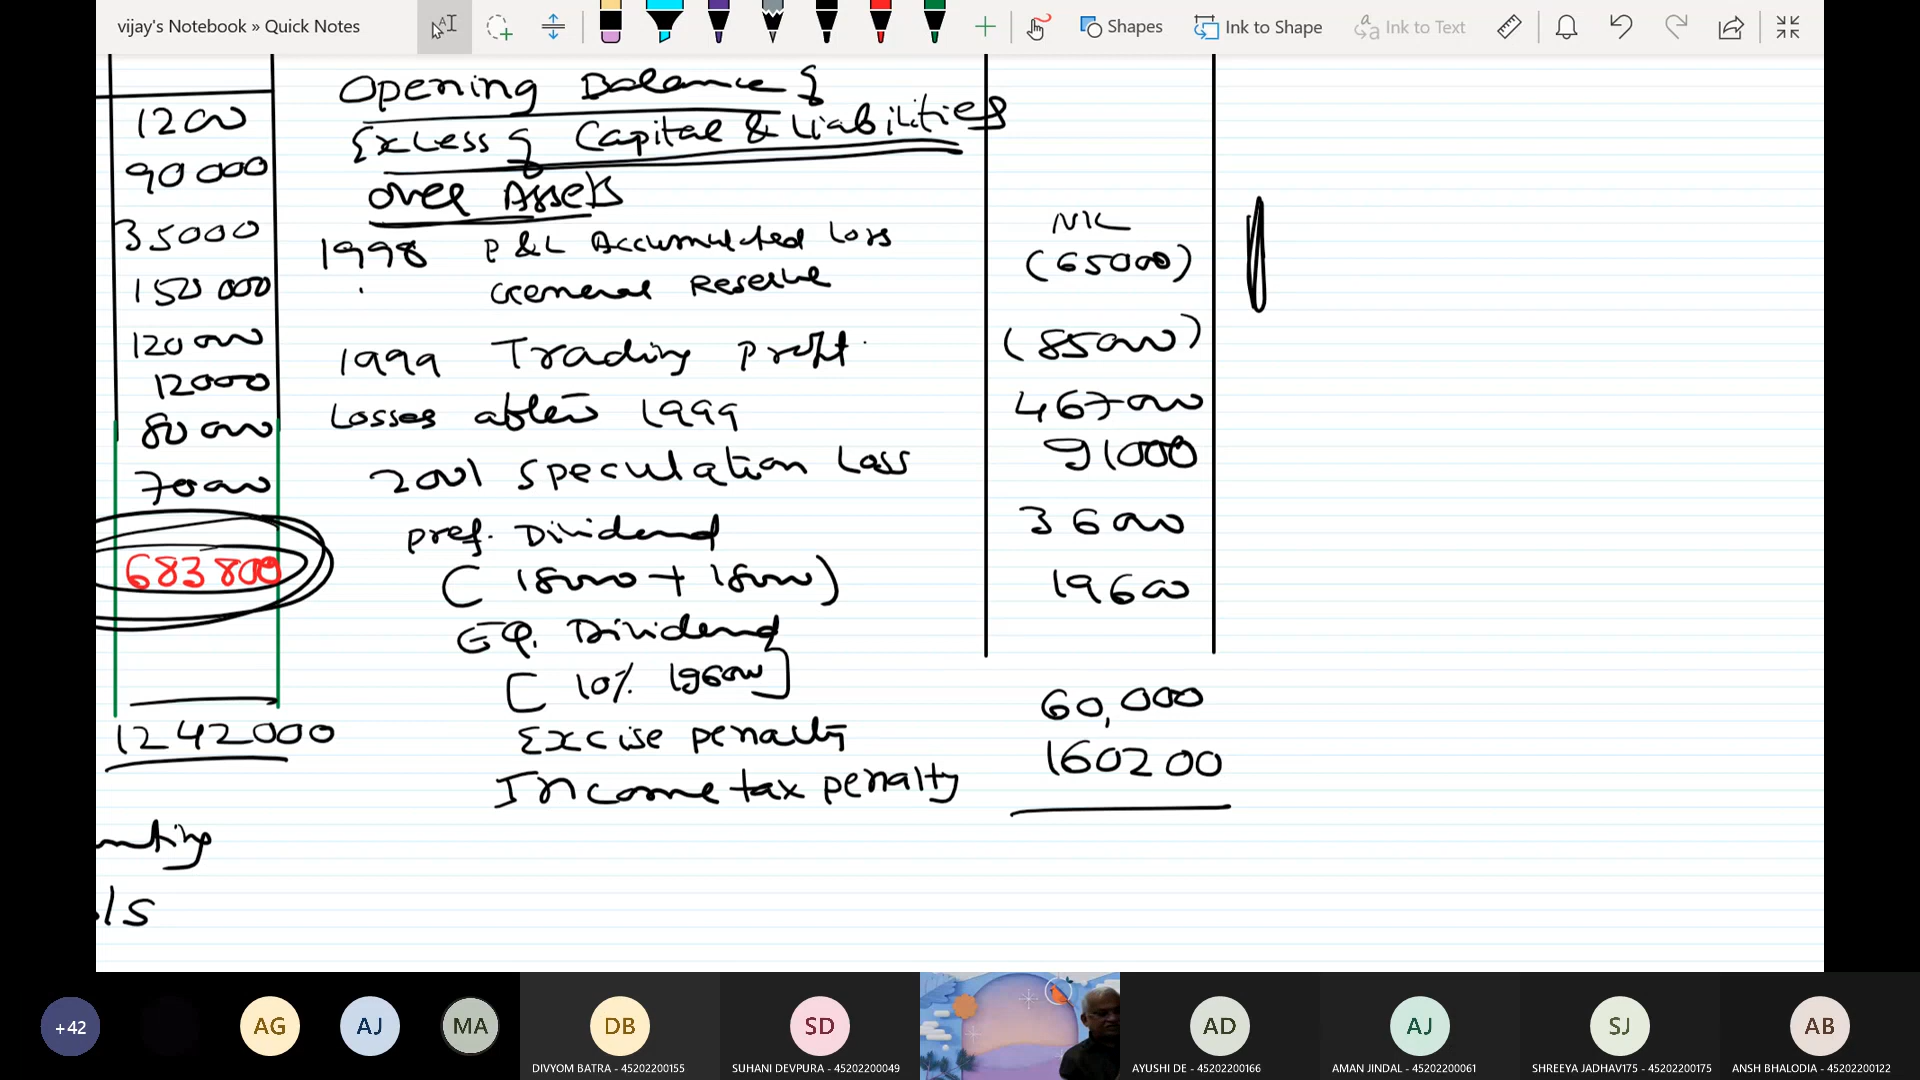 vijay's Notebook » Quick Notes
Shapes
Ink to Shape
Ink to Text
1200
90000
35000
120000
12000
80000
70000
683800
1242000
Opening Balance of
Excess of Capital & Liabilities
over Assets
1998 P&L Accumulated Loss
General Reserve
1999 Trading profit
Losses after 1999
2001 speculation Loss
pref. Dividend
( 18000 + 18000 )
EQ. Dividend
[ 10% 19600 ]
Excise penalty
Income tax penalty
NIL
(65000)
(85000)
467000
91000
36000
19600
60,000
160200
ls
+42
AG
AJ
MA
DB
DIVYOM BATRA - 45202200155
SD
SUHANI DEVPURA - 45202200049
AD
AYUSHI DE - 45202200166
AJ
AMAN JINDAL - 45202200061
SJ
SHREEYA JADHAV175 - 45202200175
AB
ANSH BHALODIA - 45202200122